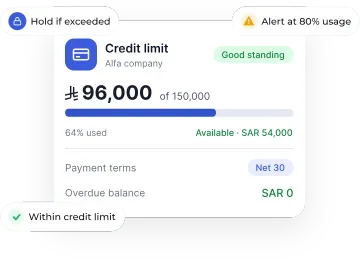 Hold if exceeded
Alert at 80% usage
Credit limit
Alfa company
Good standing
⃁ 96,000 of 150,000
64% used
Available · SAR 54,000
Payment terms
Net 30
Overdue balance
SAR 0
Within credit limit